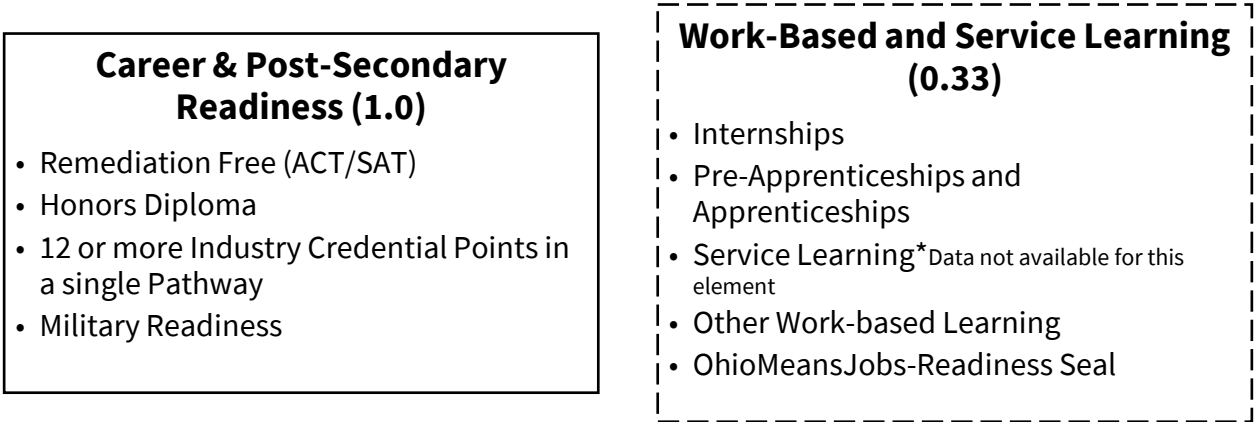 Career & Post-Secondary
Readiness (1.0)
• Remediation Free (ACT/SAT)
• Honors Diploma
• 12 or more Industry Credential Points in
a single Pathway
• Military Readiness
Work-Based and Service Learning
(0.33)
• Internships
• Pre-Apprenticeships and
Apprenticeships
• Service Learning*Data not available for this
element
• Other Work-based Learning
• OhioMeansJobs-Readiness Seal